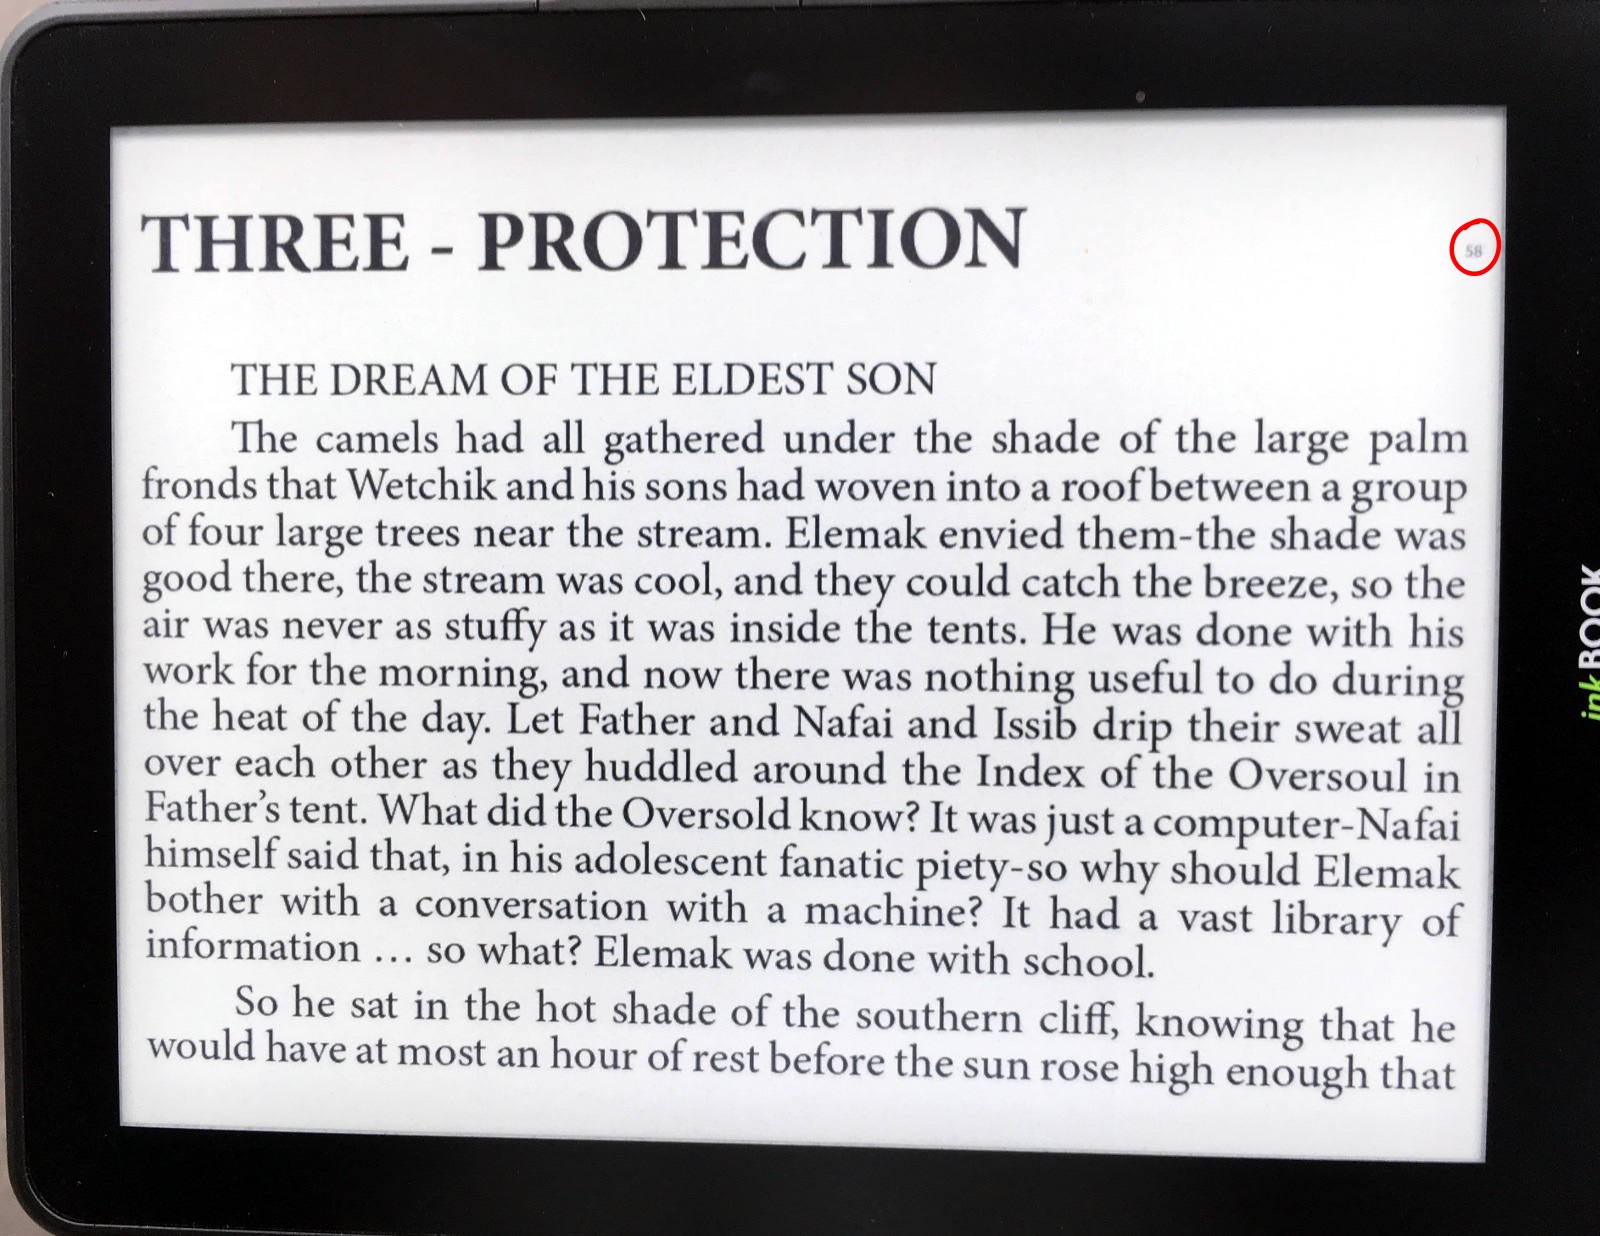 THREE - PROTECTION
58
THE DREAM OF THE ELDEST SON
The camels had all gathered under the shade of the large palm
fronds that Wetchik and his sons had woven into a roof between a group
of four large trees near the stream. Elemak envied them-the shade was
good there, the stream was cool, and they could catch the breeze, so the
air was never as stuffy as it was inside the tents. He was done with his
work for the morning, and now there was nothing useful to do during
the heat of the day. Let Father and Nafai and Issib drip their sweat all
over each other as they huddled around the Index of the Oversoul in
Father's tent. What did the Oversold know? It was just a computer-Nafai
himself said that, in his adolescent fanatic piety-so why should Elemak
bother with a conversation with a machine? It had a vast library of
information … so what? Elemak was done with school.
So he sat in the hot shade of the southern cliff, knowing that he
would have at most an hour of rest before the sun rose high enough that
ink BOOK